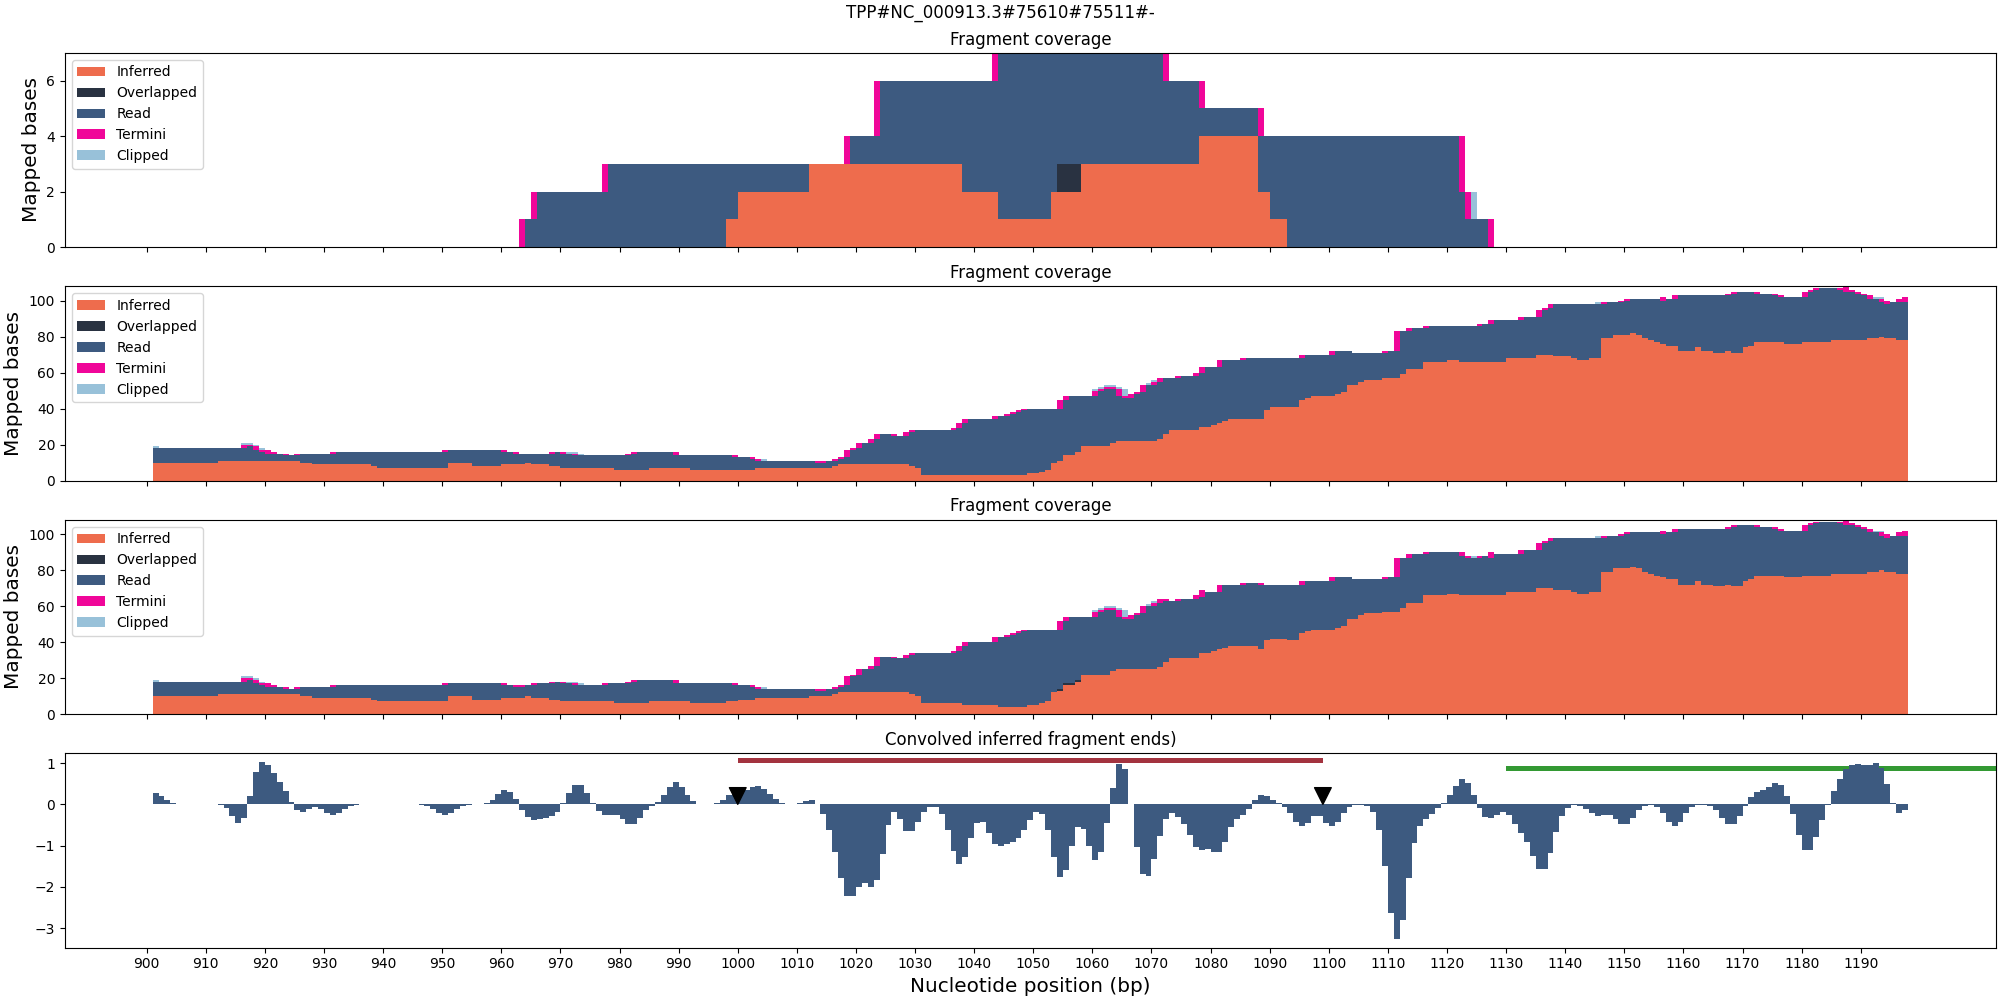 TPP#NC_000913.3#75610#75511#-
Fragment coverage
Mapped bases
6
4
2
0
Inferred
Overlapped
Read
Termini
Clipped
Fragment coverage
Mapped bases
100
80
60
40
20
0
Inferred
Overlapped
Read
Termini
Clipped
Fragment coverage
Mapped bases
100
80
60
40
20
0
Inferred
Overlapped
Read
Termini
Clipped
Convolved inferred fragment ends)
1
0
−1
−2
−3
900 910 920 930 940 950 960 970 980 990 1000 1010 1020 1030 1040 1050 1060 1070 1080 1090 1100 1110 1120 1130 1140 1150 1160 1170 1180 1190
Nucleotide position (bp)